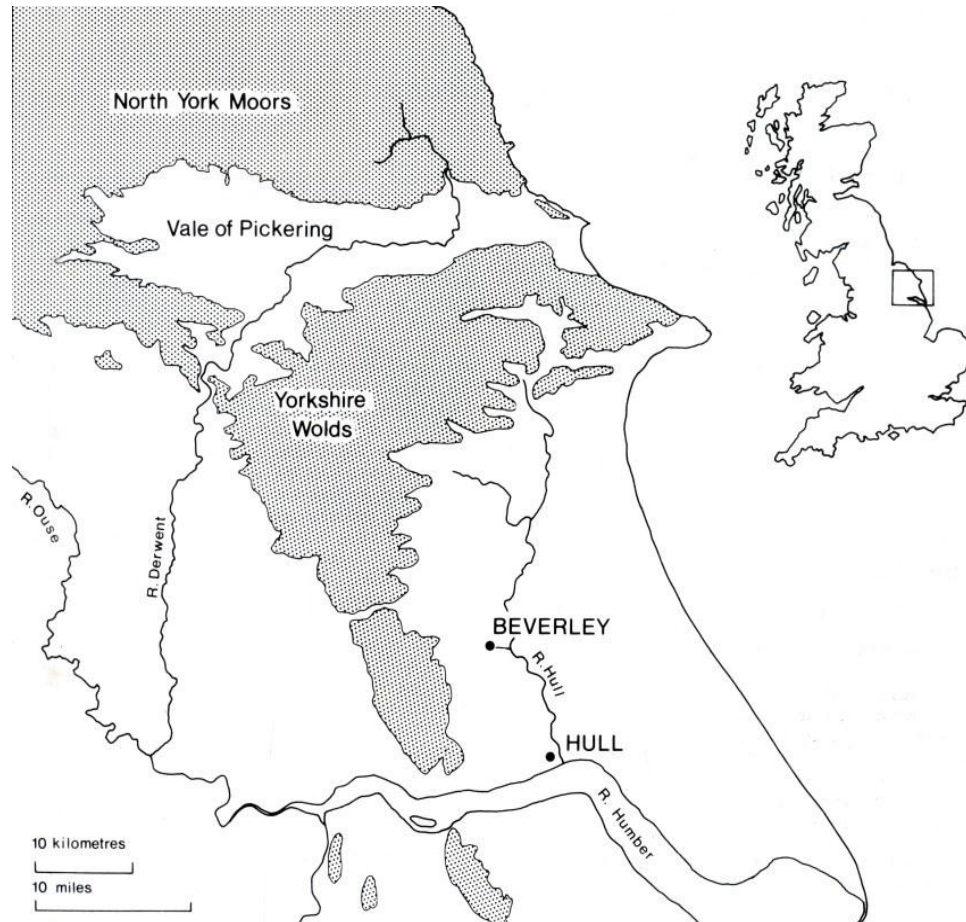 North York Moors
Vale of Pickering
Yorkshire
Wolds
R. Ouse
R. Derwent
BEVERLEY
R. Hull
HULL
R. Humber
10 kilometres
10 miles